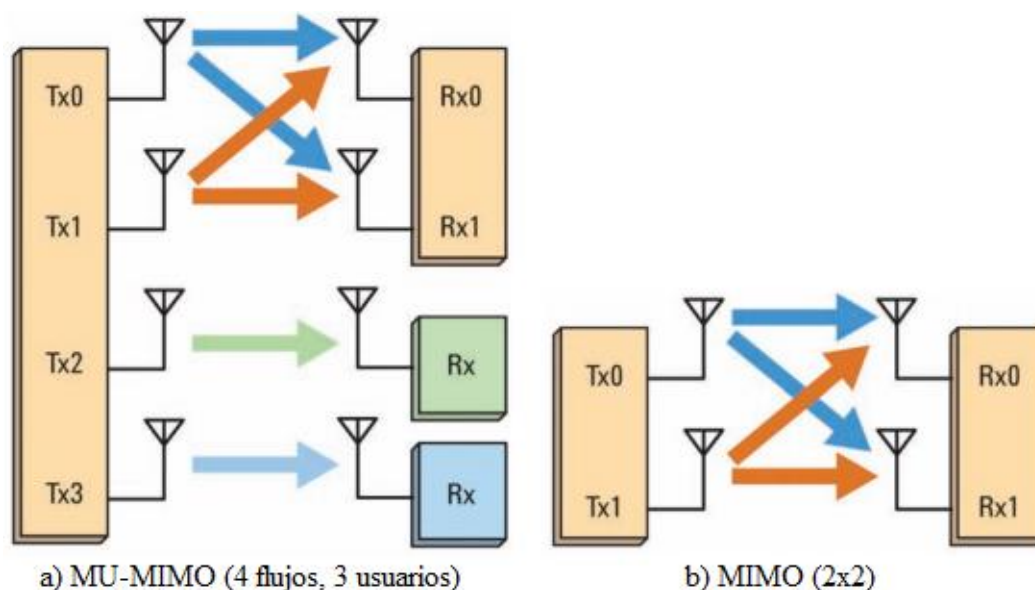 Tx0
Rx0
Tx1
Rx1
Tx2
Rx
Tx3
Rx
a) MU-MIMO (4 flujos, 3 usuarios)
Tx0
Rx0
Tx1
Rx1
b) MIMO (2x2)